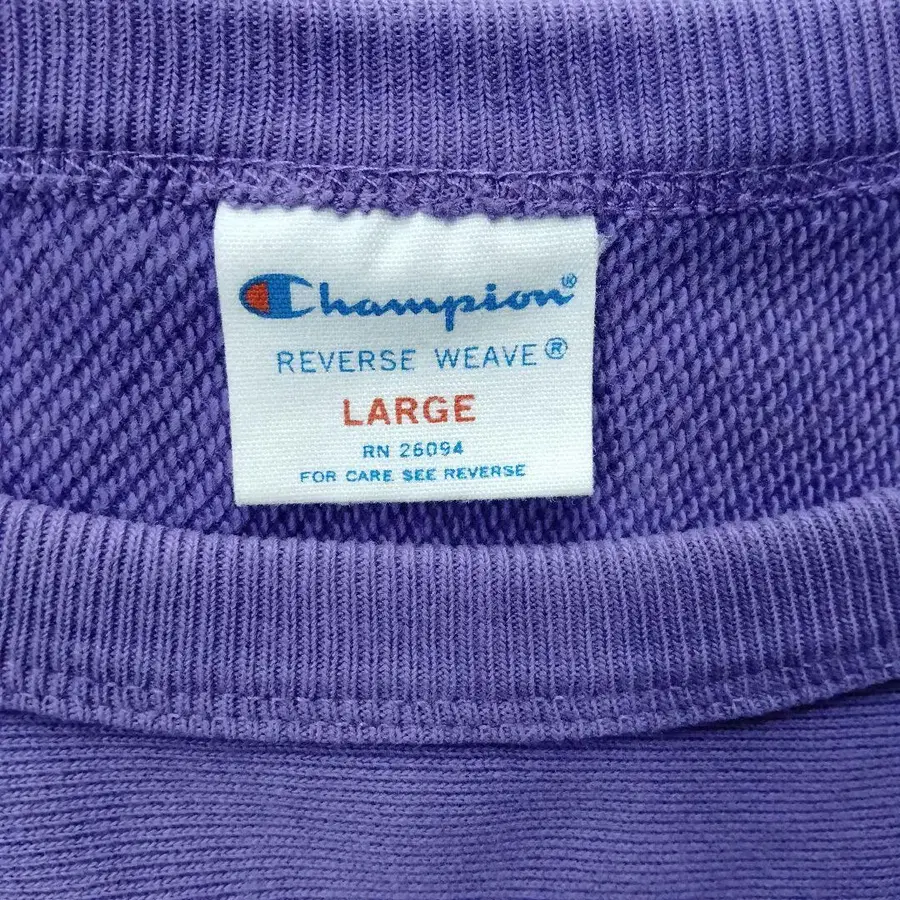 Champion®
REVERSE WEAVE®
LARGE
RN 26094
FOR CARE SEE REVERSE